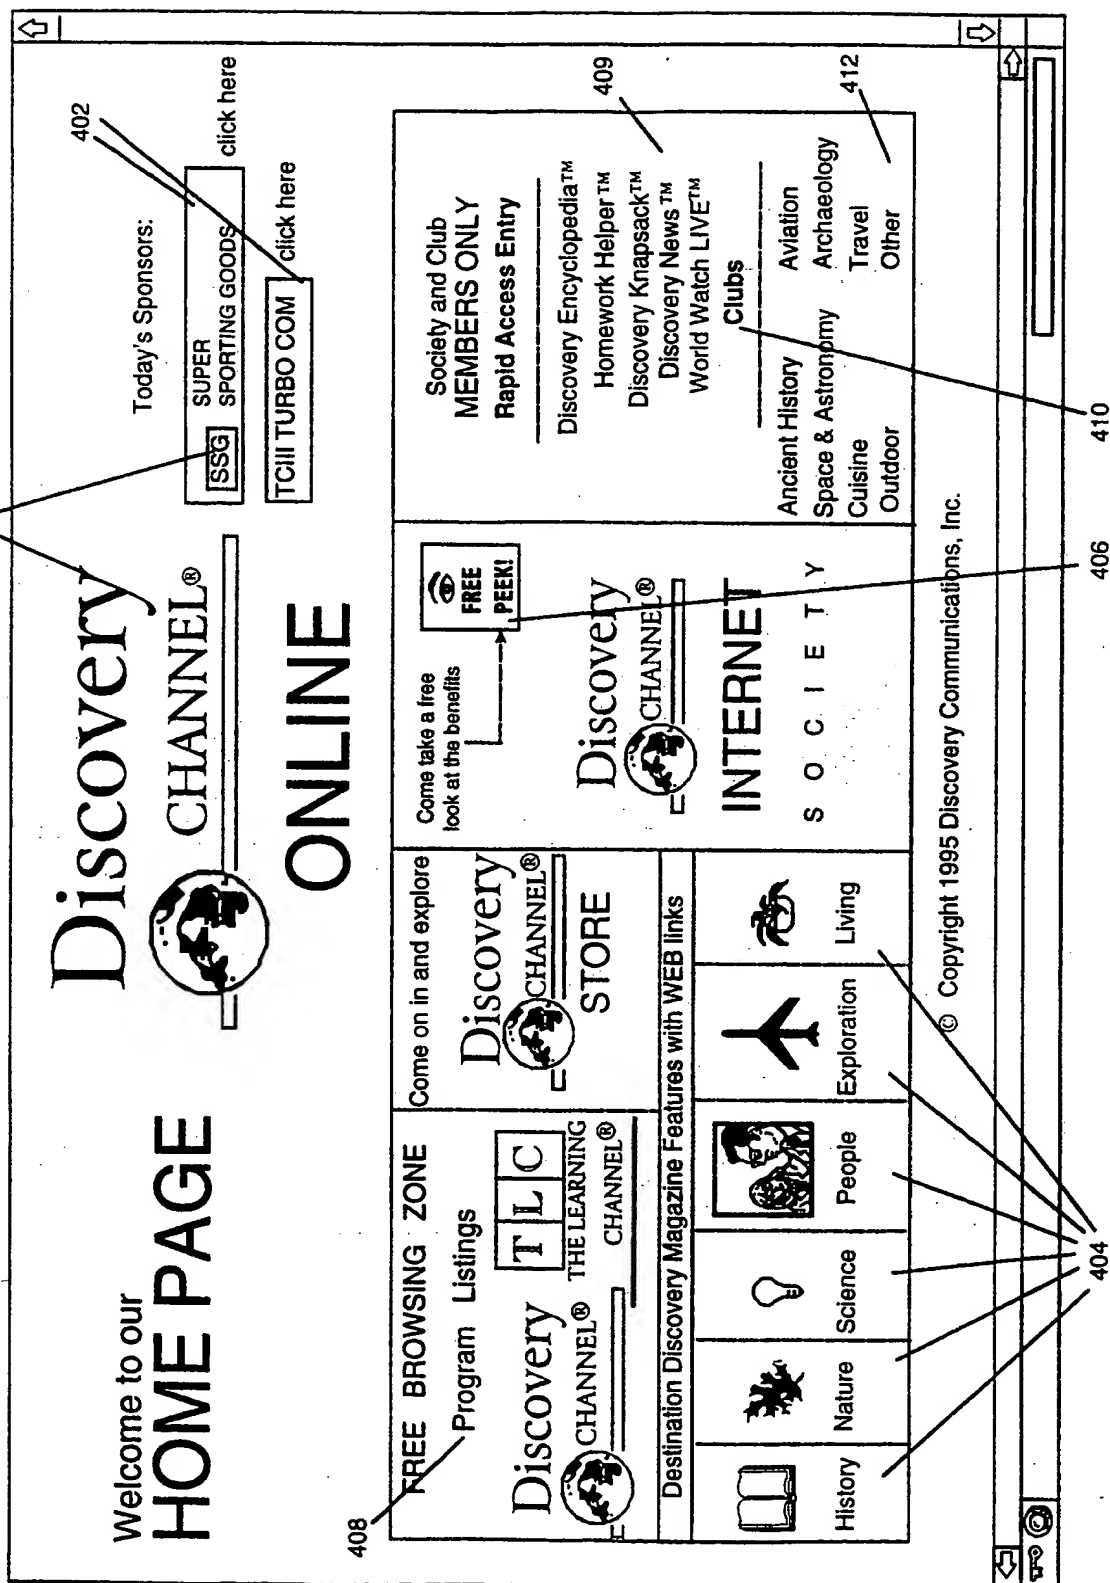 Welcome to our
HOME PAGE
Discovery
CHANNEL®
ONLINE
Today's Sponsors:
SSG
SUPER
SPORTING GOODS
click here
TCIII TURBO COM
click here
402
FREE BROWSING ZONE
408
Program Listings
Discovery
CHANNEL®
T L C
THE LEARNING
CHANNEL®
Come on in and explore
Discovery
CHANNEL®
STORE
Destination Discovery Magazine Features with WEB links
History
Nature
Science
People
Exploration
Living
404
Come take a free
look at the benefits
FREE
PEEK!
Discovery
CHANNEL®
INTERNET
S O C I E T Y
406
Society and Club
MEMBERS ONLY
Rapid Access Entry
Discovery Encyclopedia™
Homework Helper™
Discovery Knapsack™
Discovery News™
World Watch LIVE™
409
Clubs
410
Ancient History Aviation
Space & Astronomy Archaeology
Cuisine Travel
Outdoor Other
412
© Copyright 1995 Discovery Communications, Inc.